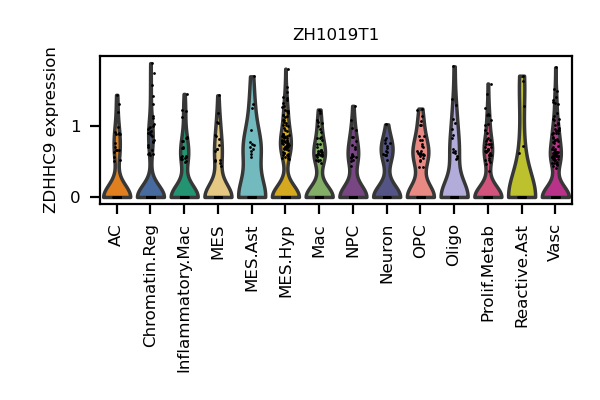 ZH1019T1
ZDHHC9 expression
1
0
AC
Chromatin.Reg
Inflammatory.Mac
MES
MES.Ast
MES.Hyp
Mac
NPC
Neuron
OPC
Oligo
Prolif.Metab
Reactive.Ast
Vasc